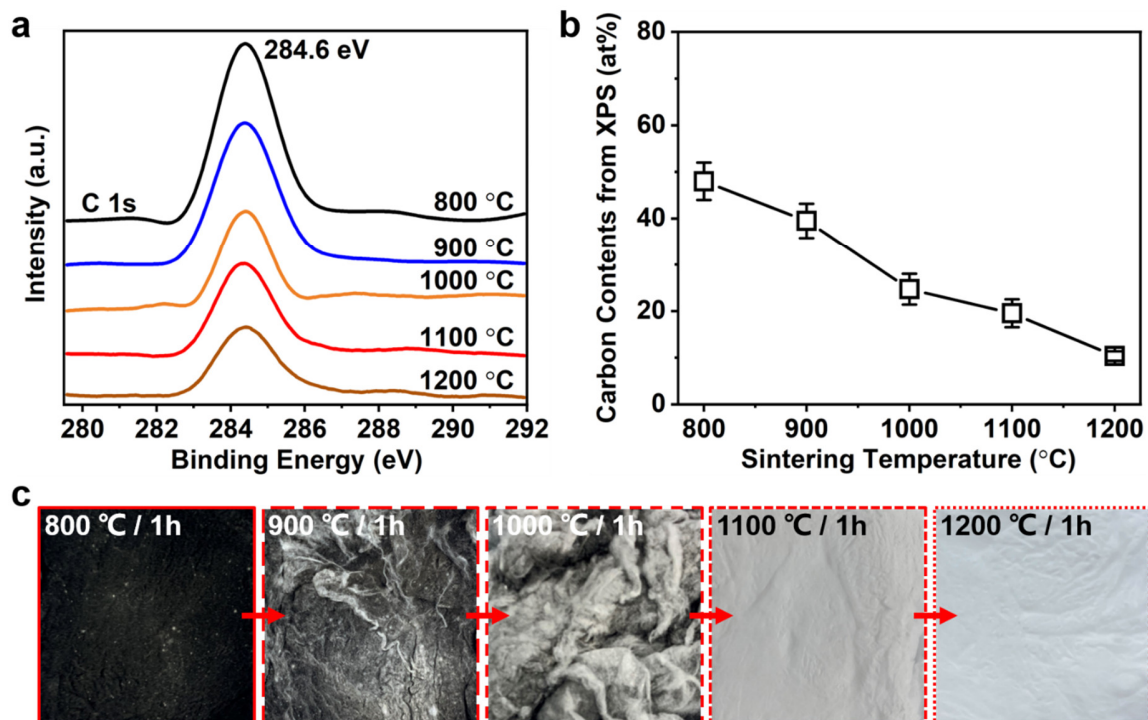 a
284.6 eV
C 1s
800 °C
900 °C
1000 °C
1100 °C
1200 °C
Intensity (a.u.)
280 282 284 286 288 290 292
Binding Energy (eV)
b
Carbon Contents from XPS (at%)
80
60
40
20
0
800 900 1000 1100 1200
Sintering Temperature (°C)
c
800 ℃ / 1h 900 ℃ / 1h 1000 ℃ / 1h 1100 ℃ / 1h 1200 ℃ / 1h